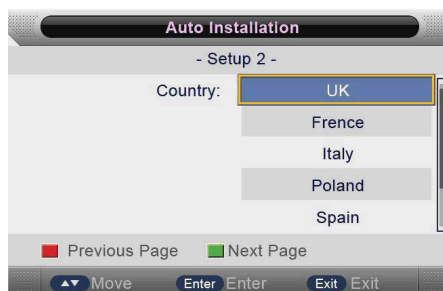 Auto Installation
- Setup 2 -
Country: UK
Frence
Italy
Poland
Spain
Previous Page Next Page
Move Enter Enter Exit Exit